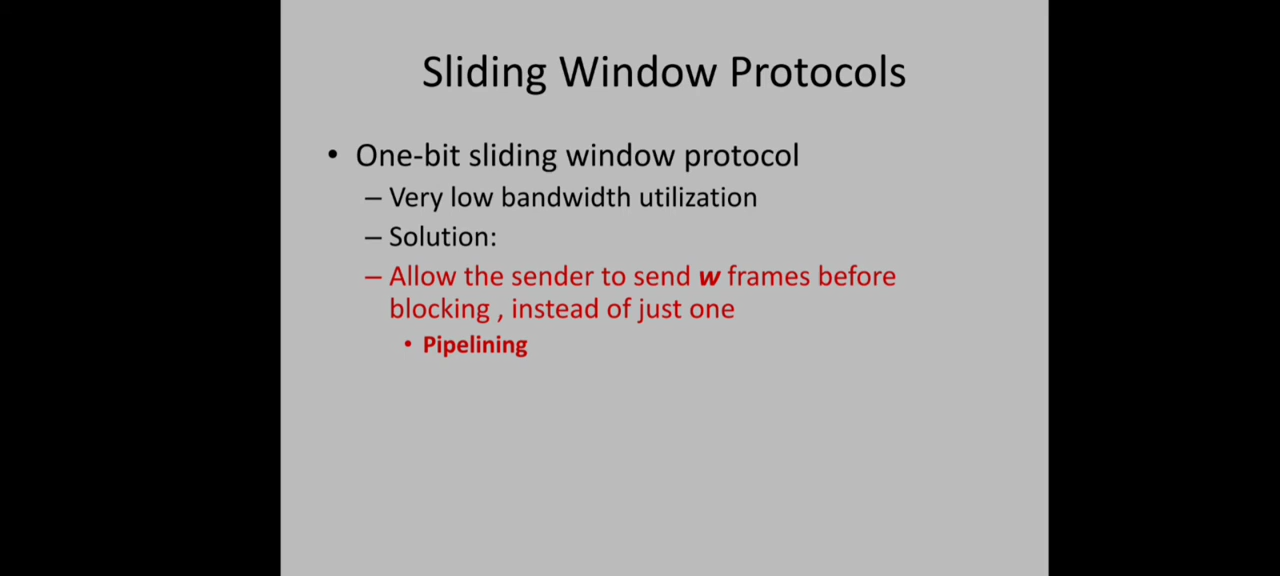 Sliding Window Protocols
• One-bit sliding window protocol
– Very low bandwidth utilization
– Solution:
– Allow the sender to send w frames before
blocking , instead of just one
• Pipelining